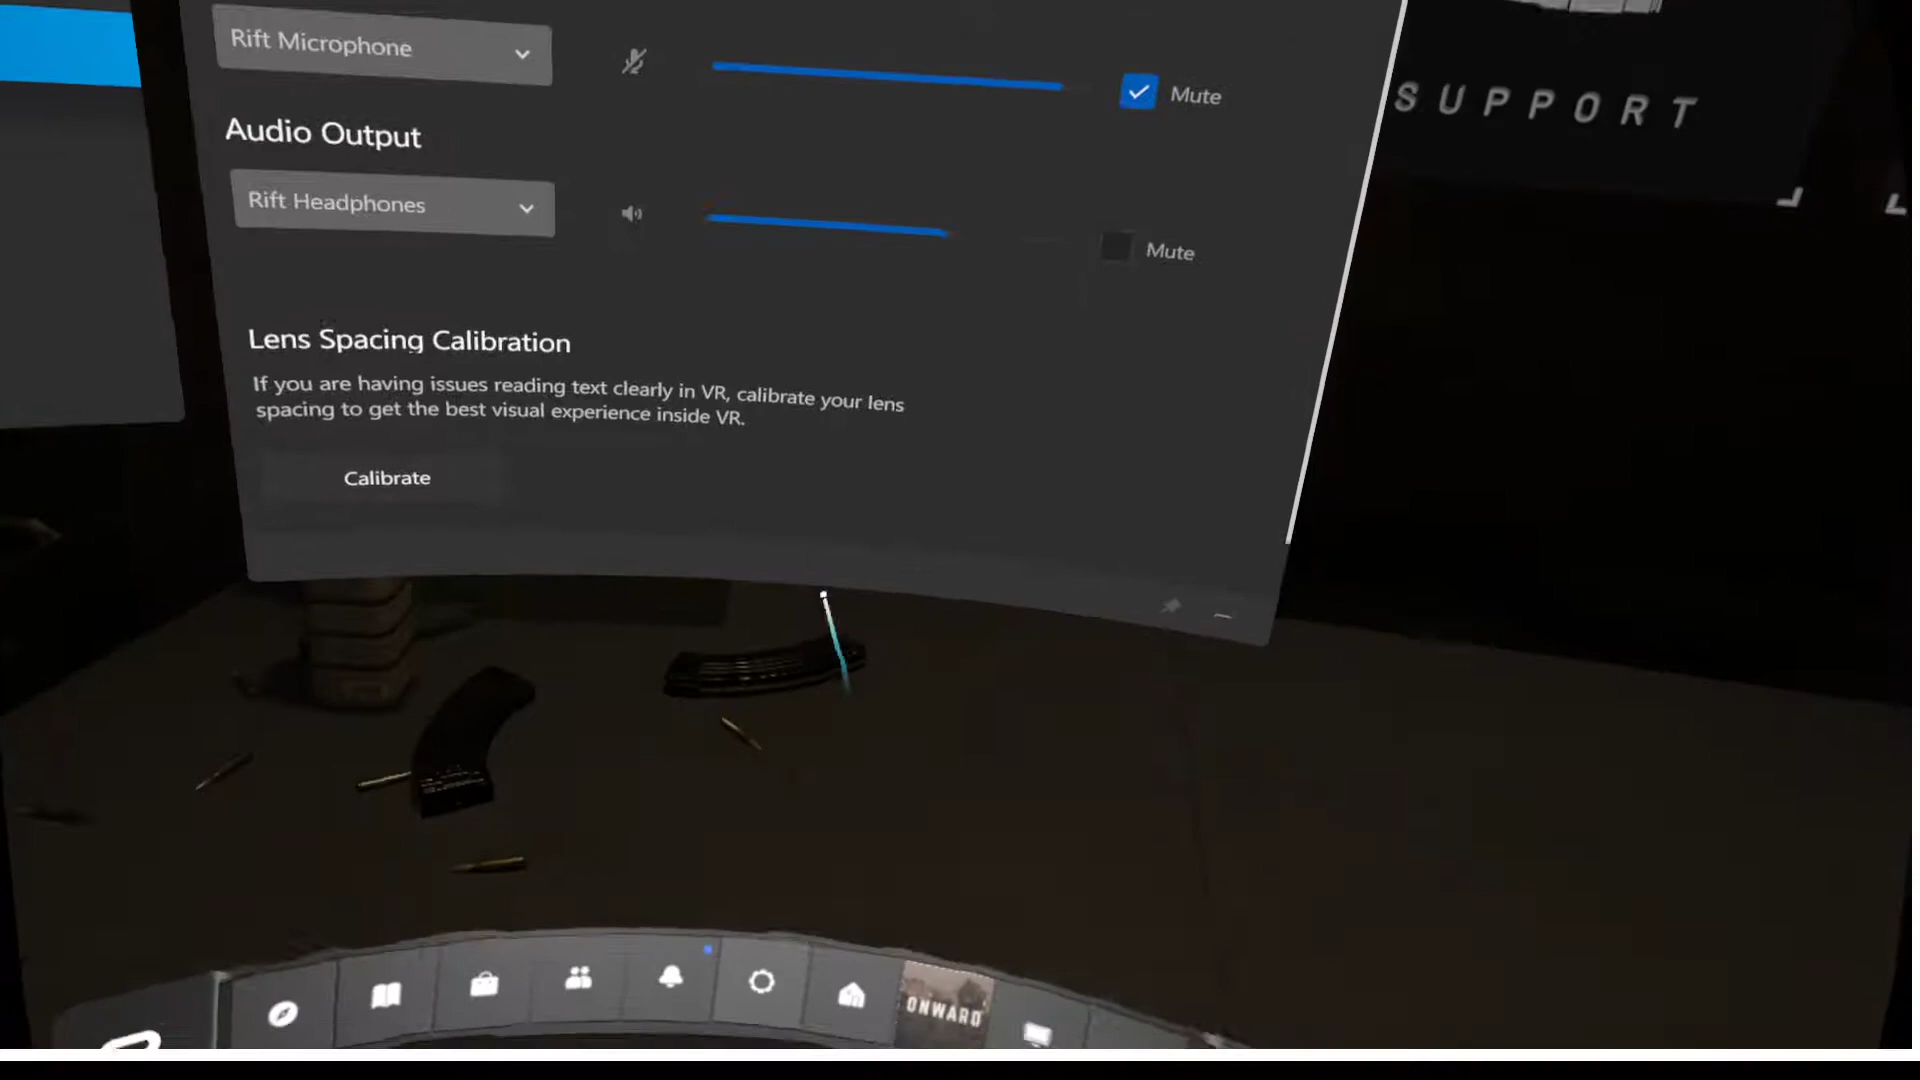 Rift Microphone
Mute
SUPPORT
Audio Output
Rift Headphones
Mute
Lens Spacing Calibration
If you are having issues reading text clearly in VR, calibrate your lens
spacing to get the best visual experience inside VR.
Calibrate
ONWARD